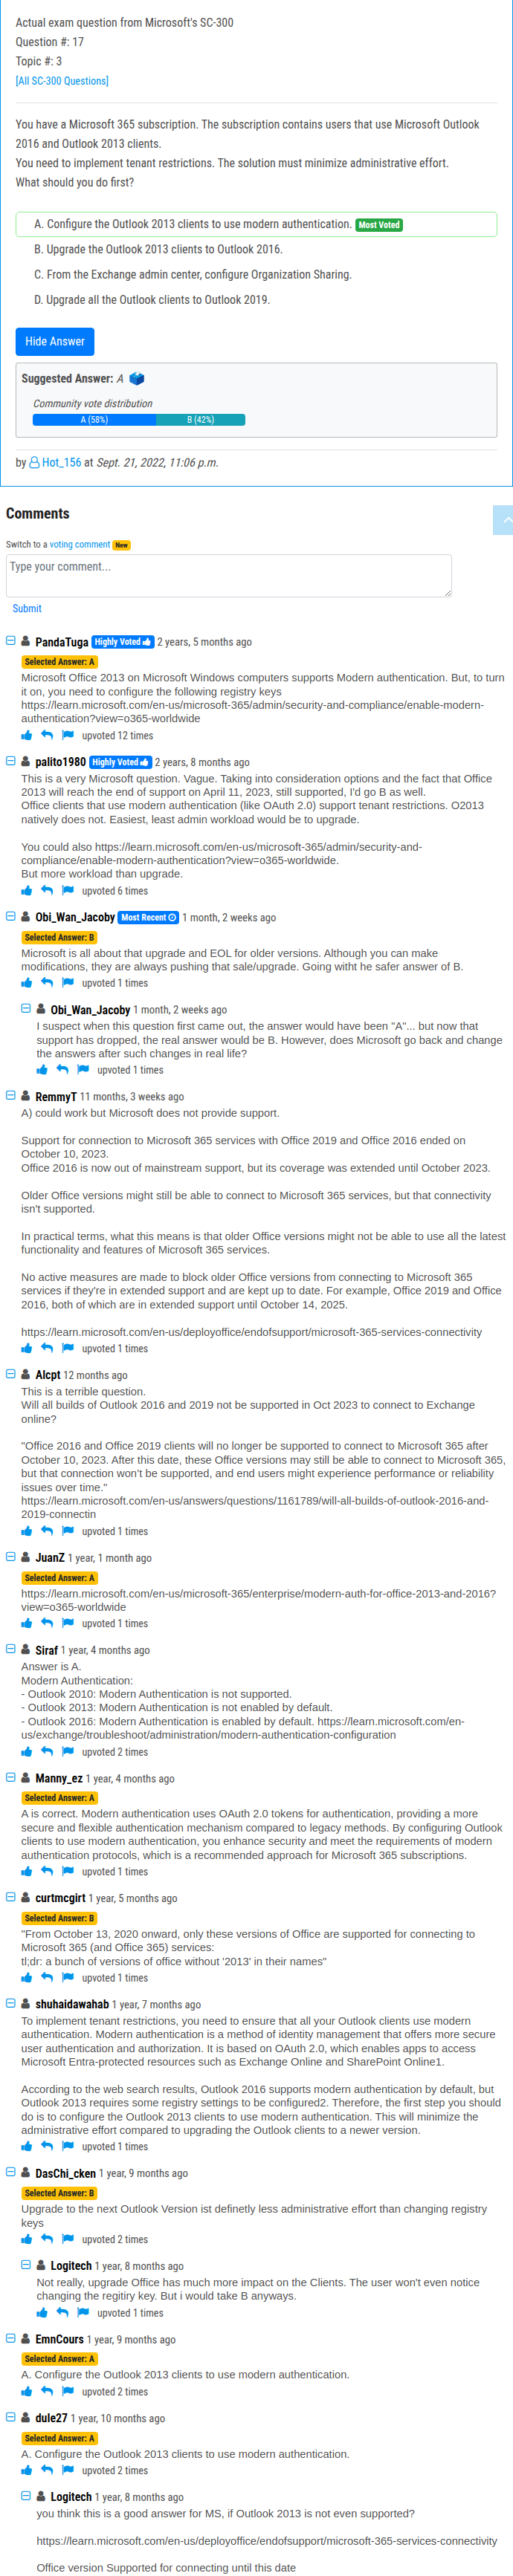 Actual exam question from Microsoft's SC-300
Question #: 17
Topic #: 3
[All SC-300 Questions]
You have a Microsoft 365 subscription. The subscription contains users that use Microsoft Outlook
2016 and Outlook 2013 clients.
You need to implement tenant restrictions. The solution must minimize administrative effort.
What should you do first?
A. Configure the Outlook 2013 clients to use modern authentication. Most Voted
B. Upgrade the Outlook 2013 clients to Outlook 2016.
C. From the Exchange admin center, configure Organization Sharing.
D. Upgrade all the Outlook clients to Outlook 2019.
Hide Answer
Suggested Answer: A
Community vote distribution
A (58%) B (42%)
by Hot_156 at Sept. 21, 2022, 11:06 p.m.
Comments
Switch to a voting comment New
Type your comment...
Submit
PandaTuga Highly Voted 2 years, 5 months ago
Selected Answer: A
Microsoft Office 2013 on Microsoft Windows computers supports Modern authentication. But, to turn
it on, you need to configure the following registry keys
https://learn.microsoft.com/en-us/microsoft-365/admin/security-and-compliance/enable-modern-
authentication?view=o365-worldwide
upvoted 12 times
palito1980 Highly Voted 2 years, 8 months ago
This is a very Microsoft question. Vague. Taking into consideration options and the fact that Office
2013 will reach the end of support on April 11, 2023, still supported, I'd go B as well.
Office clients that use modern authentication (like OAuth 2.0) support tenant restrictions. O2013
natively does not. Easiest, least admin workload would be to upgrade.
You could also https://learn.microsoft.com/en-us/microsoft-365/admin/security-and-
compliance/enable-modern-authentication?view=o365-worldwide.
But more workload than upgrade.
upvoted 6 times
Obi_Wan_Jacoby Most Recent 1 month, 2 weeks ago
Selected Answer: B
Microsoft is all about that upgrade and EOL for older versions. Although you can make
modifications, they are always pushing that sale/upgrade. Going witht he safer answer of B.
upvoted 1 times
Obi_Wan_Jacoby 1 month, 2 weeks ago
I suspect when this question first came out, the answer would have been "A"... but now that
support has dropped, the real answer would be B. However, does Microsoft go back and change
the answers after such changes in real life?
upvoted 1 times
RemmyT 11 months, 3 weeks ago
A) could work but Microsoft does not provide support.
Support for connection to Microsoft 365 services with Office 2019 and Office 2016 ended on
October 10, 2023.
Office 2016 is now out of mainstream support, but its coverage was extended until October 2023.
Older Office versions might still be able to connect to Microsoft 365 services, but that connectivity
isn't supported.
In practical terms, what this means is that older Office versions might not be able to use all the latest
functionality and features of Microsoft 365 services.
No active measures are made to block older Office versions from connecting to Microsoft 365
services if they're in extended support and are kept up to date. For example, Office 2019 and Office
2016, both of which are in extended support until October 14, 2025.
https://learn.microsoft.com/en-us/deployoffice/endofsupport/microsoft-365-services-connectivity
upvoted 1 times
Alcpt 12 months ago
This is a terrible question.
Will all builds of Outlook 2016 and 2019 not be supported in Oct 2023 to connect to Exchange
online?
"Office 2016 and Office 2019 clients will no longer be supported to connect to Microsoft 365 after
October 10, 2023. After this date, these Office versions may still be able to connect to Microsoft 365,
but that connection won't be supported, and end users might experience performance or reliability
issues over time."
https://learn.microsoft.com/en-us/answers/questions/1161789/will-all-builds-of-outlook-2016-and-
2019-connectin
upvoted 1 times
JuanZ 1 year, 1 month ago
Selected Answer: A
https://learn.microsoft.com/en-us/microsoft-365/enterprise/modern-auth-for-office-2013-and-2016?
view=o365-worldwide
upvoted 1 times
Siraf 1 year, 4 months ago
Answer is A.
Modern Authentication:
- Outlook 2010: Modern Authentication is not supported.
- Outlook 2013: Modern Authentication is not enabled by default.
- Outlook 2016: Modern Authentication is enabled by default. https://learn.microsoft.com/en-
us/exchange/troubleshoot/administration/modern-authentication-configuration
upvoted 2 times
Manny_ez 1 year, 4 months ago
Selected Answer: A
A is correct. Modern authentication uses OAuth 2.0 tokens for authentication, providing a more
secure and flexible authentication mechanism compared to legacy methods. By configuring Outlook
clients to use modern authentication, you enhance security and meet the requirements of modern
authentication protocols, which is a recommended approach for Microsoft 365 subscriptions.
upvoted 1 times
curtmcgirt 1 year, 5 months ago
Selected Answer: B
"From October 13, 2020 onward, only these versions of Office are supported for connecting to
Microsoft 365 (and Office 365) services:
tl;dr: a bunch of versions of office without '2013' in their names"
upvoted 1 times
shuhaidawahab 1 year, 7 months ago
To implement tenant restrictions, you need to ensure that all your Outlook clients use modern
authentication. Modern authentication is a method of identity management that offers more secure
user authentication and authorization. It is based on OAuth 2.0, which enables apps to access
Microsoft Entra-protected resources such as Exchange Online and SharePoint Online1.
According to the web search results, Outlook 2016 supports modern authentication by default, but
Outlook 2013 requires some registry settings to be configured2. Therefore, the first step you should
do is to configure the Outlook 2013 clients to use modern authentication. This will minimize the
administrative effort compared to upgrading the Outlook clients to a newer version.
upvoted 1 times
DasChi_cken 1 year, 9 months ago
Selected Answer: B
Upgrade to the next Outlook Version ist definetly less administrative effort than changing registry
keys
upvoted 2 times
Logitech 1 year, 8 months ago
Not really, upgrade Office has much more impact on the Clients. The user won't even notice
changing the regitiry key. But i would take B anyways.
upvoted 1 times
EmnCours 1 year, 9 months ago
Selected Answer: A
A. Configure the Outlook 2013 clients to use modern authentication.
upvoted 2 times
dule27 1 year, 10 months ago
Selected Answer: A
A. Configure the Outlook 2013 clients to use modern authentication.
upvoted 2 times
Logitech 1 year, 8 months ago
you think this is a good answer for MS, if Outlook 2013 is not even supported?
https://learn.microsoft.com/en-us/deployoffice/endofsupport/microsoft-365-services-connectivity
Office version Supported for connecting until this date